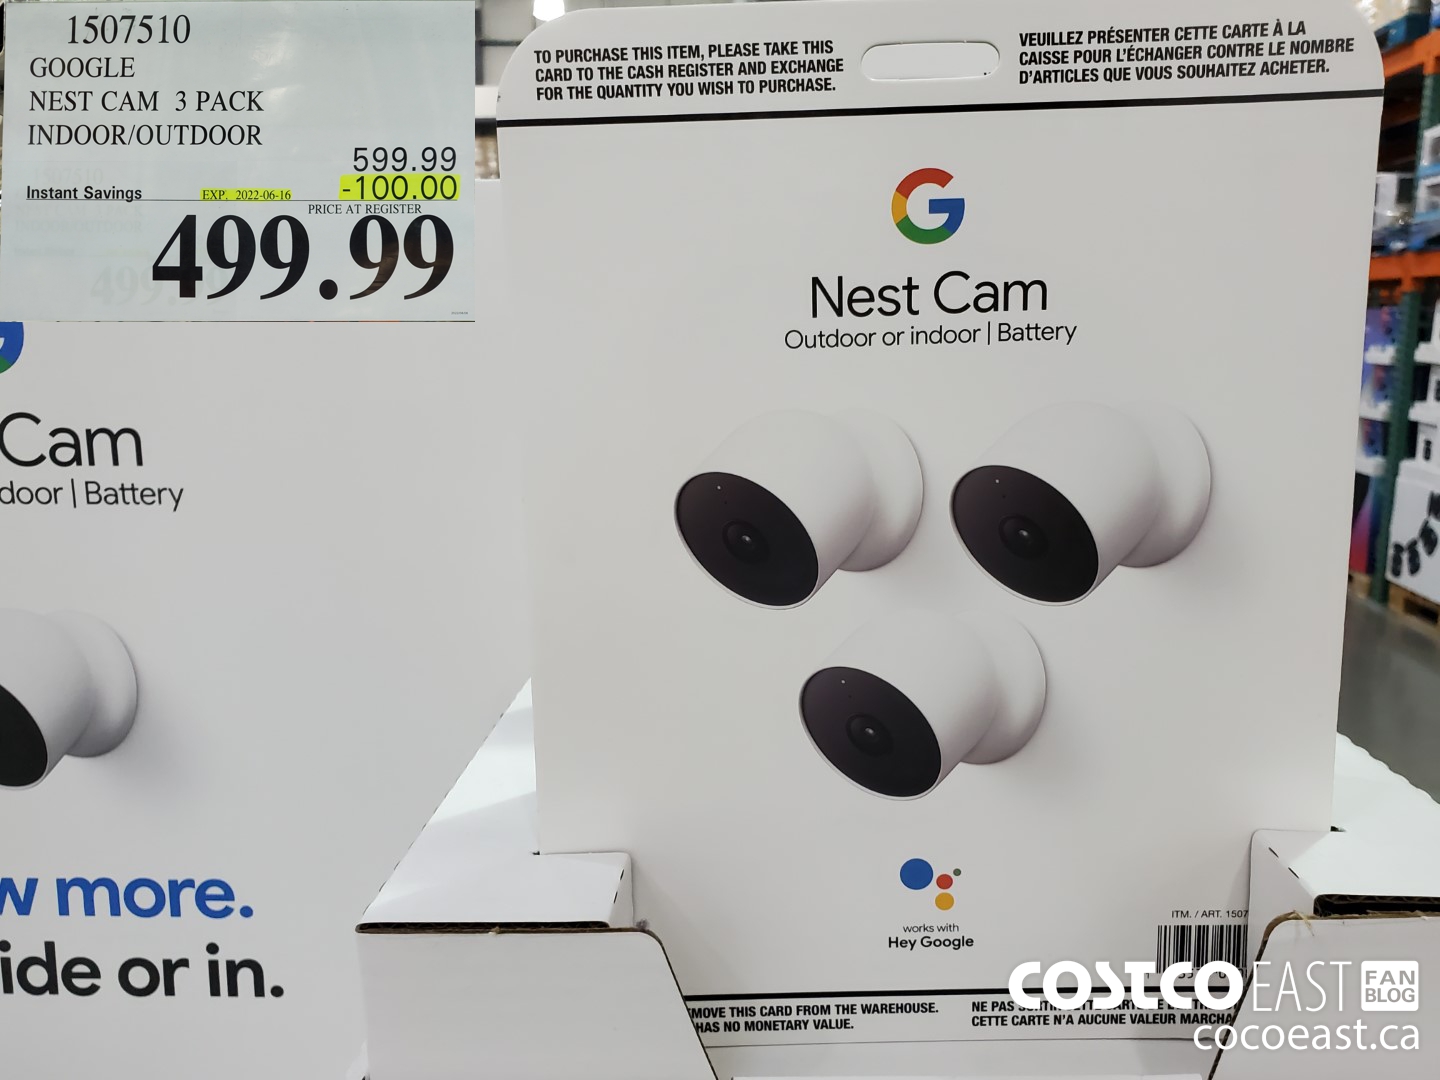 1507510
GOOGLE
NEST CAM 3 PACK
INDOOR/OUTDOOR
599.99
Instant Savings EXP. 2022-06-16 -100.00
PRICE AT REGISTER
499.99
TO PURCHASE THIS ITEM, PLEASE TAKE THIS
CARD TO THE CASH REGISTER AND EXCHANGE
FOR THE QUANTITY YOU WISH TO PURCHASE.
VEUILLEZ PRÉSENTER CETTE CARTE À LA
CAISSE POUR L'ÉCHANGER CONTRE LE NOMBRE
D'ARTICLES QUE VOUS SOUHAITEZ ACHETER.
G
Nest Cam
Outdoor or indoor | Battery
Cam
door | Battery
w more.
ide or in.
works with
Hey Google
ITM. / ART. 1507
MOVE THIS CARD FROM THE WAREHOUSE.
HAS NO MONETARY VALUE.
NE PAS
CETTE CARTE N'A AUCUNE VALEUR MARCHA
COSTCO EAST FAN BLOG
cocoeast.ca